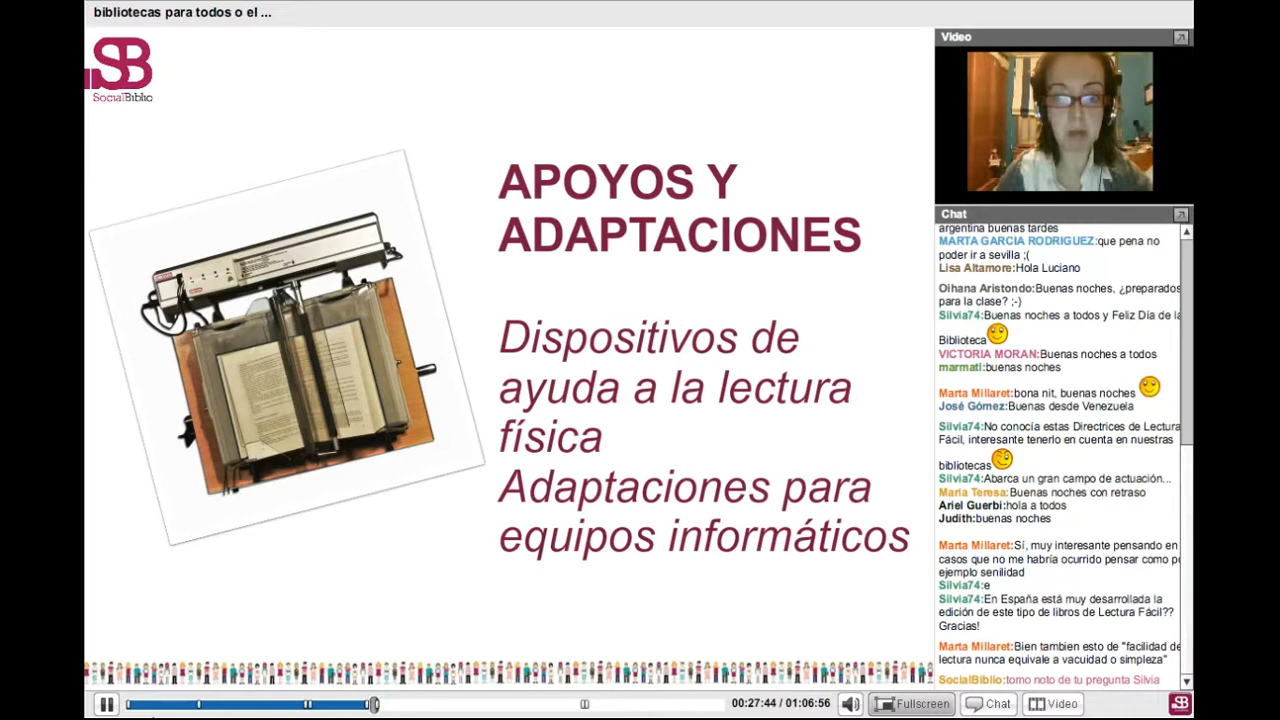 bibliotecas para todos o el ...
SB
SocialBiblio
APOYOS Y
ADAPTACIONES
Dispositivos de
ayuda a la lectura
física
Adaptaciones para
equipos informáticos
Video
Chat
argentina buenas tardes
MARTA GARCIA RODRIGUEZ:que pena no
poder ir a sevilla ;(
Lisa Altamore:Hola Luciano
Oihana Aristondo:Buenas noches, ¿preparados
para la clase? ;-)
Silvia74:Buenas noches a todos y Feliz Día de la
Biblioteca
VICTORIA MORAN:Buenas noches a todos
marmati:buenas noches
Marta Millaret:bona nit, buenas noches
José Gómez:Buenas desde Venezuela
Silvia74:No conocía estas Directrices de Lectura
Fácil, interesante tenerlo en cuenta en nuestras
bibliotecas
Silvia74:Abarca un gran campo de actuación...
María Teresa:Buenas noches con retraso
Ariel Guerbi:hola a todos
Judith:buenas noches
Marta Millaret:Sí, muy interesante pensando en
casos que no me habría ocurrido pensar como po
ejemplo senilidad
Silvia74:e
Silvia74:En España está muy desarrollada la
edición de este tipo de libros de Lectura Fácil??
Gracias!
Marta Millaret:Bien tambien esto de "facilidad de
lectura nunca equivale a vacuidad o simpleza"
SocialBiblio:tomo noto de tu pregunta Silvia
00:27:44 / 01:06:56
Fullscreen
Chat
Video
SB